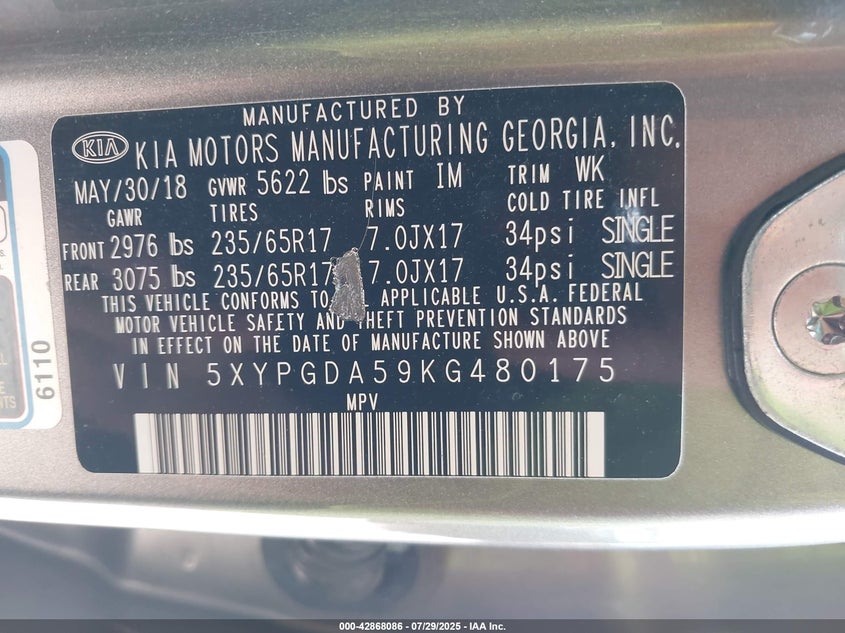 MANUFACTURED BY
KIA KIA MOTORS MANUFACTURING GEORGIA, INC.
MAY/30/18 GVWR 5622 lbs PAINT IM TRIM WK
GAWR TIRES RIMS COLD TIRE INFL
FRONT 2976 lbs 235/65R17 7.0JX17 34psi SINGLE
REAR 3075 lbs 235/65R17 7.0JX17 34psi SINGLE
THIS VEHICLE CONFORMS TO APPLICABLE U.S.A. FEDERAL
MOTOR VEHICLE SAFETY AND THEFT PREVENTION STANDARDS
IN EFFECT ON THE DATE OF MANUFACTURE SHOWN ABOVE
VIN 5XYPGDA59KG480175
MPV
6110
000-42868086 - 07/29/2025 - IAA Inc.